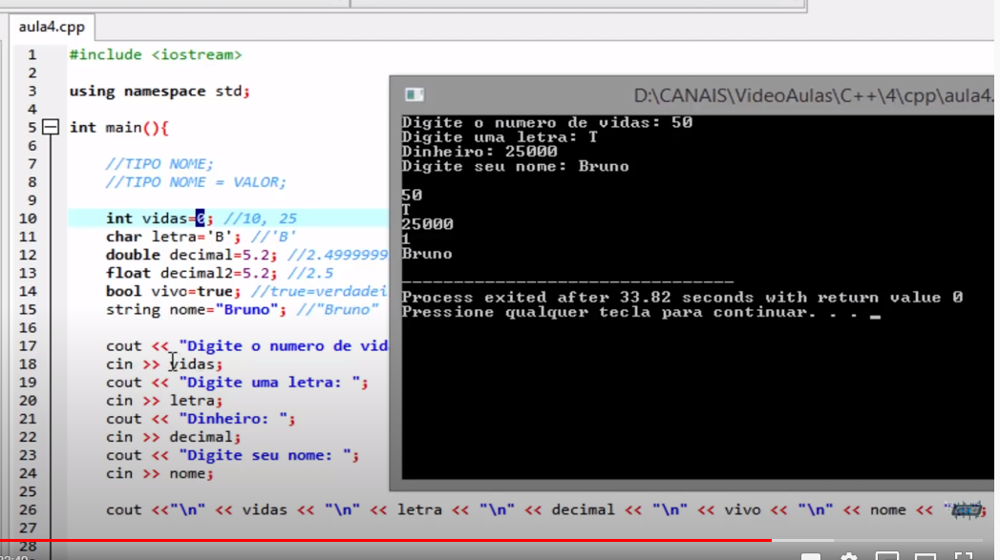 aula4.cpp
1 #include <iostream>
2
3 using namespace std;
4
5 int main(){
6
7 //TIPO NOME;
8 //TIPO NOME = VALOR;
9
10 int vidas=0; //10, 25
11 char letra='B'; //'B'
12 double decimal=5.2; //2.4999999
13 float decimal2=5.2; //2.5
14 bool vivo=true; //true=verdadei
15 string nome="Bruno"; //"Bruno"
16
17 cout << "Digite o numero de vid
18 cin >> vidas;
19 cout << "Digite uma letra: ";
20 cin >> letra;
21 cout << "Dinheiro: ";
22 cin >> decimal;
23 cout << "Digite seu nome: ";
24 cin >> nome;
25
26 cout <<"\n" << vidas << "\n" << letra << "\n" << decimal << "\n" << vivo << "\n" << nome <<
27
28
D:\CANAIS\VideoAulas\C++\4\cpp\aula4.
Digite o numero de vidas: 50
Digite uma letra: T
Dinheiro: 25000
Digite seu nome: Bruno
50
T
25000
1
Bruno
--------------------------------
Process exited after 33.82 seconds with return value 0
Pressione qualquer tecla para continuar. . . _